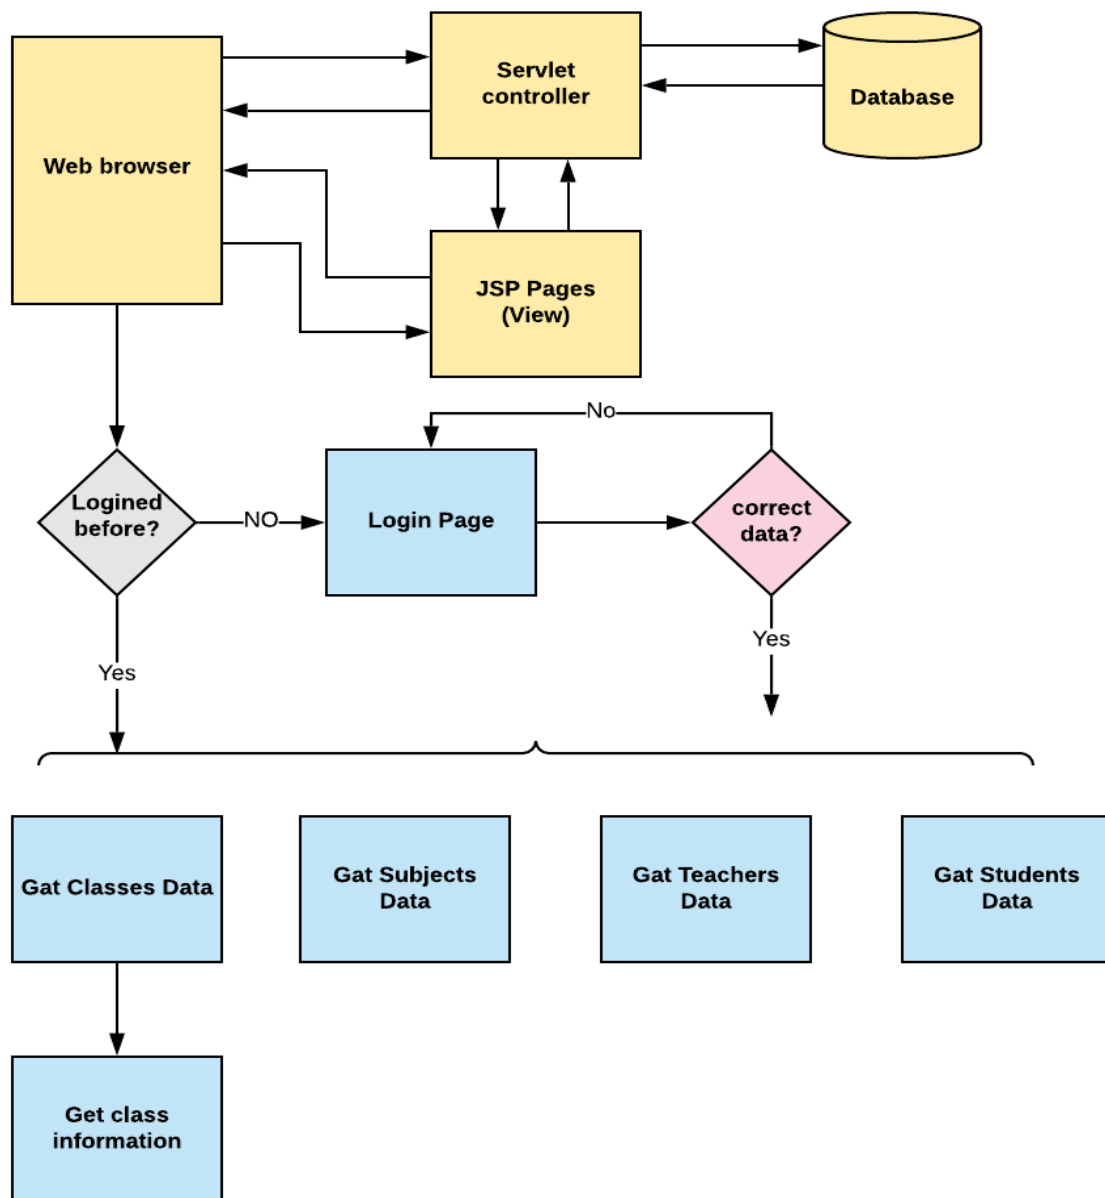 Servlet
controller
Database
Web browser
JSP Pages
(View)
No
Logined
before?
NO
Login Page
correct
data?
Yes
Yes
Gat Classes Data
Gat Subjects
Data
Gat Teachers
Data
Gat Students
Data
Get class
information